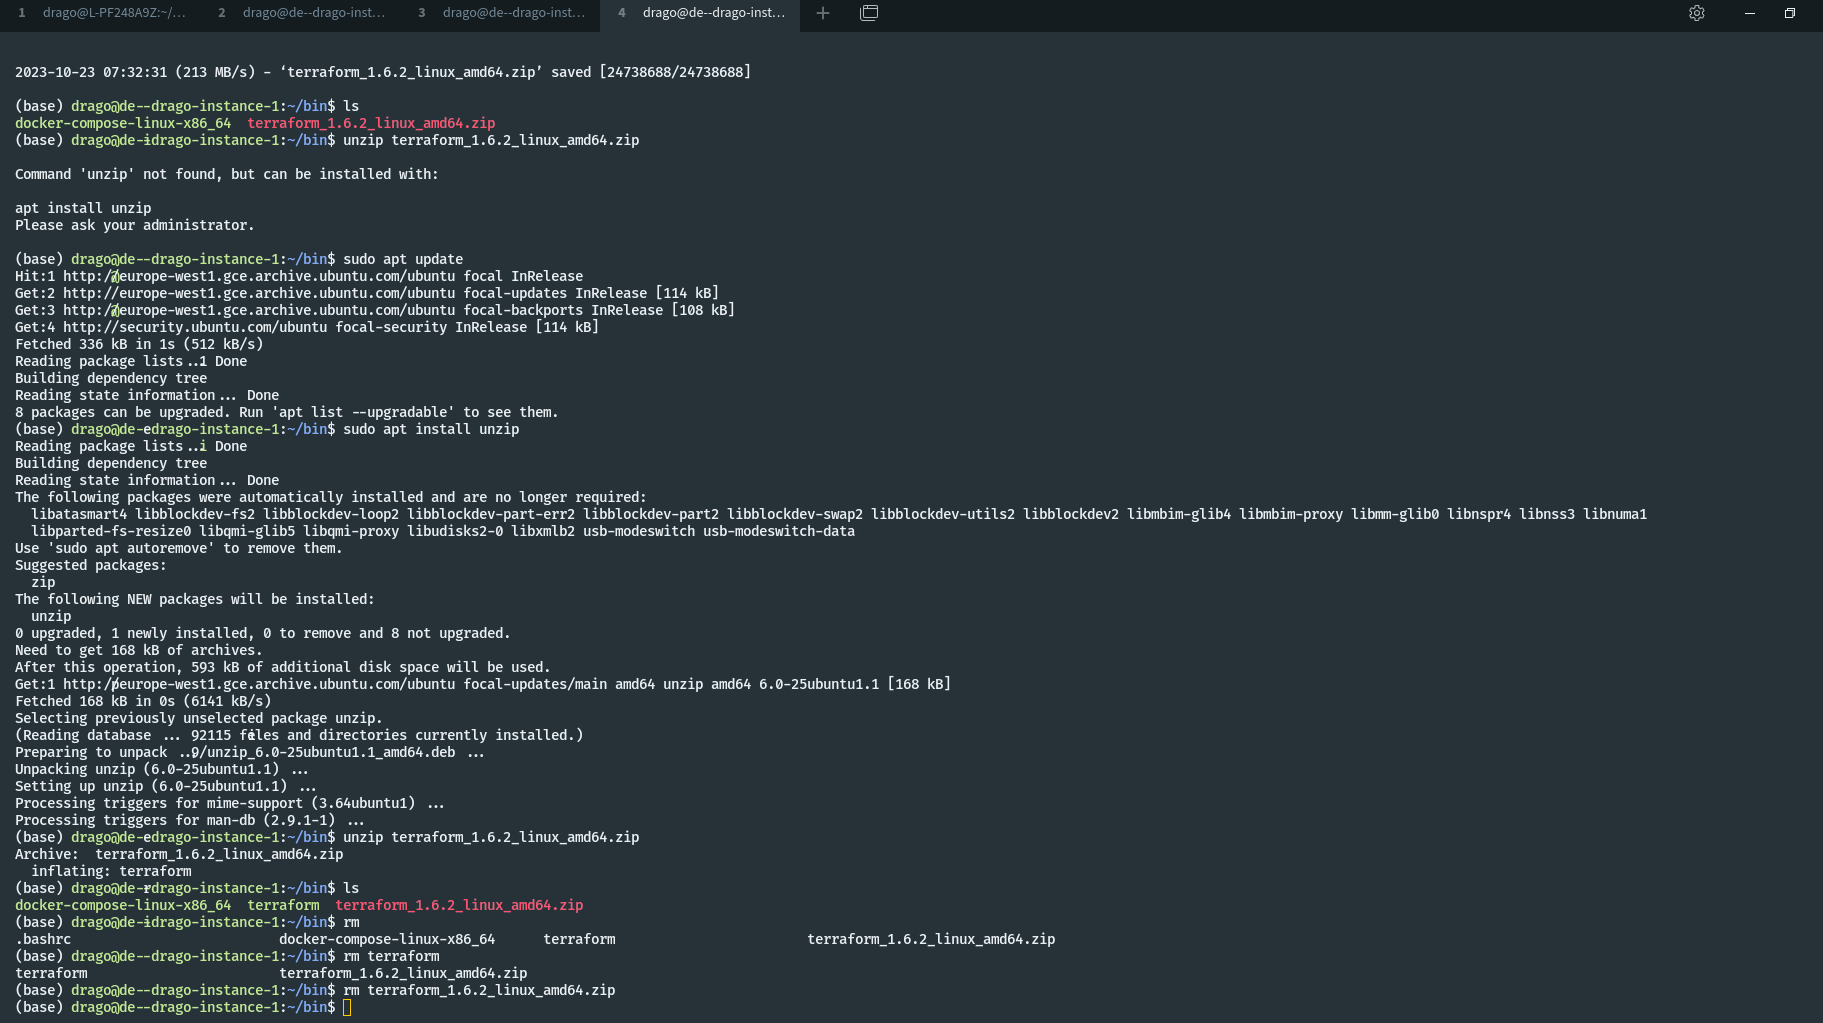 1 drago@L-PF248A9Z:~/... 2 drago@de--drago-inst... 3 drago@de--drago-inst... 4 drago@de--drago-inst...
2023-10-23 07:32:31 (213 MB/s) - ‘terraform_1.6.2_linux_amd64.zip’ saved [24738688/24738688]
(base) drago@de--drago-instance-1:~/bin$ ls
docker-compose-linux-x86_64  terraform_1.6.2_linux_amd64.zip
(base) drago@de-idrago-instance-1:~/bin$ unzip terraform_1.6.2_linux_amd64.zip
Command 'unzip' not found, but can be installed with:
apt install unzip
Please ask your administrator.
(base) drago@de--drago-instance-1:~/bin$ sudo apt update
Hit:1 http://europe-west1.gce.archive.ubuntu.com/ubuntu focal InRelease
Get:2 http://europe-west1.gce.archive.ubuntu.com/ubuntu focal-updates InRelease [114 kB]
Get:3 http://europe-west1.gce.archive.ubuntu.com/ubuntu focal-backports InRelease [108 kB]
Get:4 http://security.ubuntu.com/ubuntu focal-security InRelease [114 kB]
Fetched 336 kB in 1s (512 kB/s)
Reading package lists... Done
Building dependency tree
Reading state information... Done
8 packages can be upgraded. Run 'apt list --upgradable' to see them.
(base) drago@de-edrago-instance-1:~/bin$ sudo apt install unzip
Reading package lists... Done
Building dependency tree
Reading state information... Done
The following packages were automatically installed and are no longer required:
  libatasmart4 libblockdev-fs2 libblockdev-loop2 libblockdev-part-err2 libblockdev-part2 libblockdev-swap2 libblockdev-utils2 libblockdev2 libmbim-glib4 libmbim-proxy libmm-glib0 libnspr4 libnss3 libnuma1
  libparted-fs-resize0 libqmi-glib5 libqmi-proxy libudisks2-0 libxmlb2 usb-modeswitch usb-modeswitch-data
Use 'sudo apt autoremove' to remove them.
Suggested packages:
  zip
The following NEW packages will be installed:
  unzip
0 upgraded, 1 newly installed, 0 to remove and 8 not upgraded.
Need to get 168 kB of archives.
After this operation, 593 kB of additional disk space will be used.
Get:1 http://europe-west1.gce.archive.ubuntu.com/ubuntu focal-updates/main amd64 unzip amd64 6.0-25ubuntu1.1 [168 kB]
Fetched 168 kB in 0s (6141 kB/s)
Selecting previously unselected package unzip.
(Reading database ... 92115 files and directories currently installed.)
Preparing to unpack .../unzip_6.0-25ubuntu1.1_amd64.deb ...
Unpacking unzip (6.0-25ubuntu1.1) ...
Setting up unzip (6.0-25ubuntu1.1) ...
Processing triggers for mime-support (3.64ubuntu1) ...
Processing triggers for man-db (2.9.1-1) ...
(base) drago@de-edrago-instance-1:~/bin$ unzip terraform_1.6.2_linux_amd64.zip
Archive:  terraform_1.6.2_linux_amd64.zip
  inflating: terraform
(base) drago@de-rdrago-instance-1:~/bin$ ls
docker-compose-linux-x86_64  terraform  terraform_1.6.2_linux_amd64.zip
(base) drago@de-idrago-instance-1:~/bin$ rm
.bashrc docker-compose-linux-x86_64 terraform terraform_1.6.2_linux_amd64.zip
(base) drago@de--drago-instance-1:~/bin$ rm terraform
terraform terraform_1.6.2_linux_amd64.zip
(base) drago@de--drago-instance-1:~/bin$ rm terraform_1.6.2_linux_amd64.zip
(base) drago@de--drago-instance-1:~/bin$